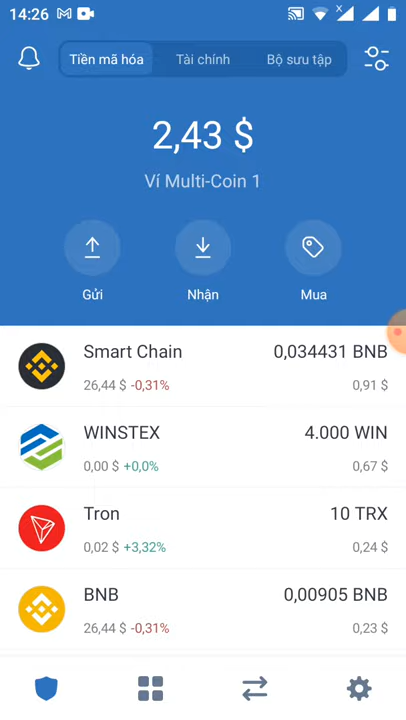 14:26
Tiền mã hóa Tài chính Bộ sưu tập
2,43 $
Ví Multi-Coin 1
Gửi Nhận Mua
Smart Chain 0,034431 BNB
26,44 $ -0,31% 0,91 $
WINSTEX 4.000 WIN
0,00 $ +0,0% 0,67 $
Tron 10 TRX
0,02 $ +3,32% 0,24 $
BNB 0,00905 BNB
26,44 $ -0,31% 0,23 $